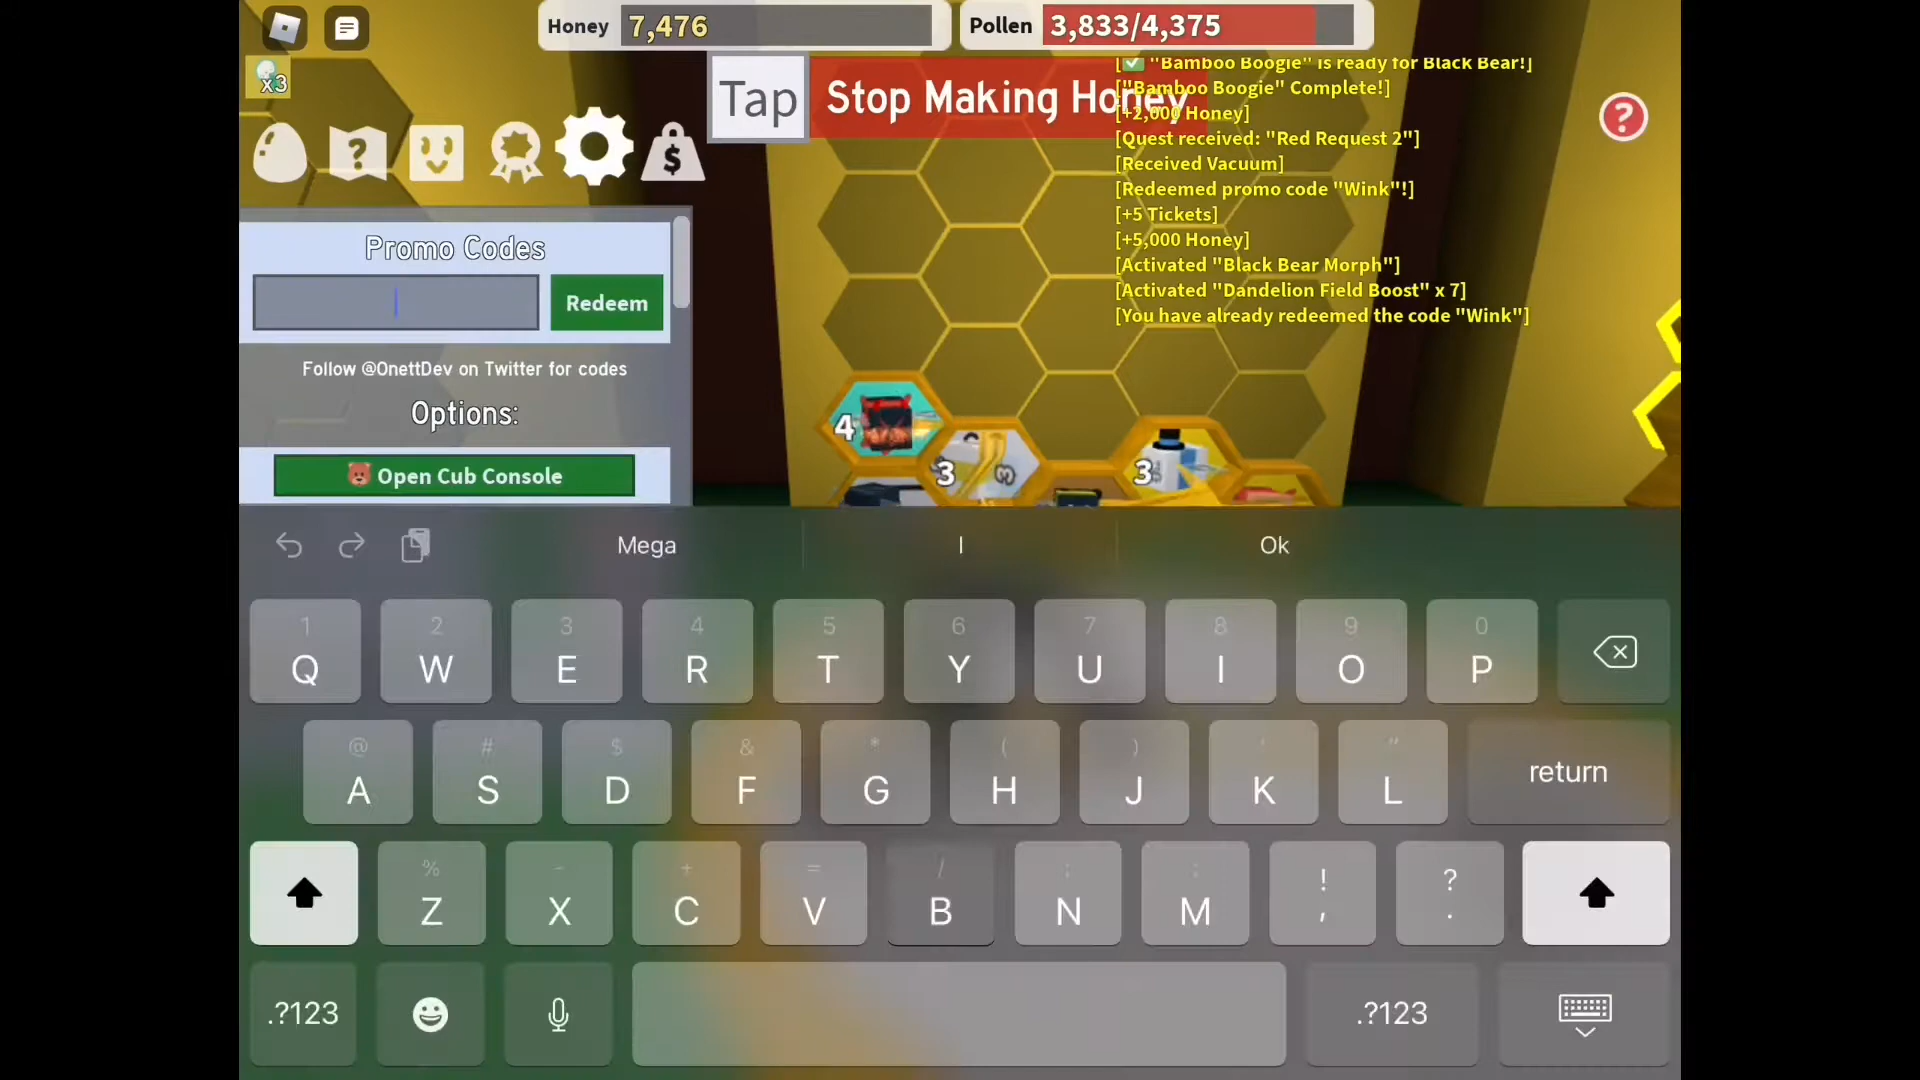 Honey 7,476
Pollen 3,833/4,375
x3
Tap Stop Making Honey
[✅ "Bamboo Boogie" is ready for Black Bear!]
["Bamboo Boogie" Complete!]
[+2,000 Honey]
[Quest received: "Red Request 2"]
[Received Vacuum]
[Redeemed promo code "Wink"!]
[+5 Tickets]
[+5,000 Honey]
[Activated "Black Bear Morph"]
[Activated "Dandelion Field Boost" x 7]
[You have already redeemed the code "Wink"]
?
? $
Promo Codes
Redeem
Follow @OnettDev on Twitter for codes
Options:
Open Cub Console
4
3
3
Mega I Ok
1 2 3 4 5 6 7 8 9 0
Q W E R T Y U I O P
@ # $ & * ( ) ' "
A S D F G H J K L return
% - + = / ; : ! ?
Z X C V B N M , .
.?123 .?123